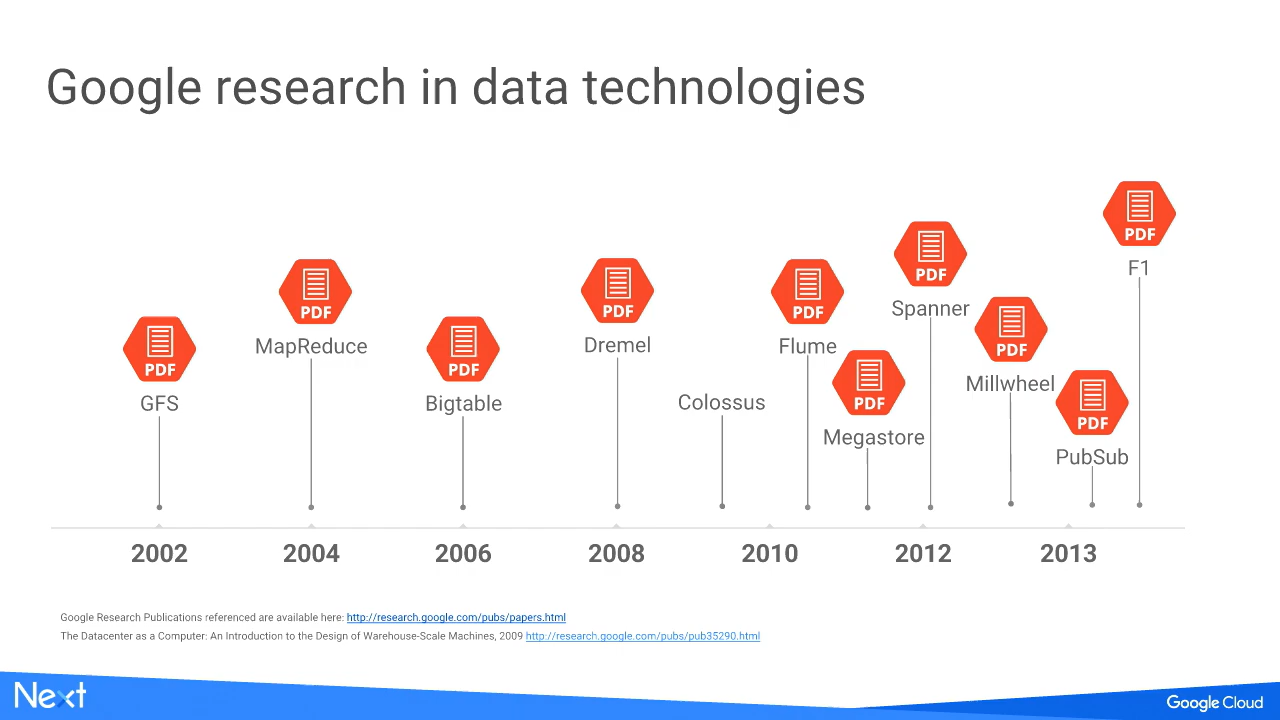 Google research in data technologies
PDF
F1
PDF
Spanner
PDF
MapReduce
PDF
Dremel
PDF
Flume
PDF
Millwheel
PDF
GFS
PDF
Bigtable
Colossus
PDF
Megastore
PDF
PubSub
2002 2004 2006 2008 2010 2012 2013
Google Research Publications referenced are available here: http://research.google.com/pubs/papers.html
The Datacenter as a Computer: An Introduction to the Design of Warehouse-Scale Machines, 2009 http://research.google.com/pubs/pub35290.html
Next
Google Cloud